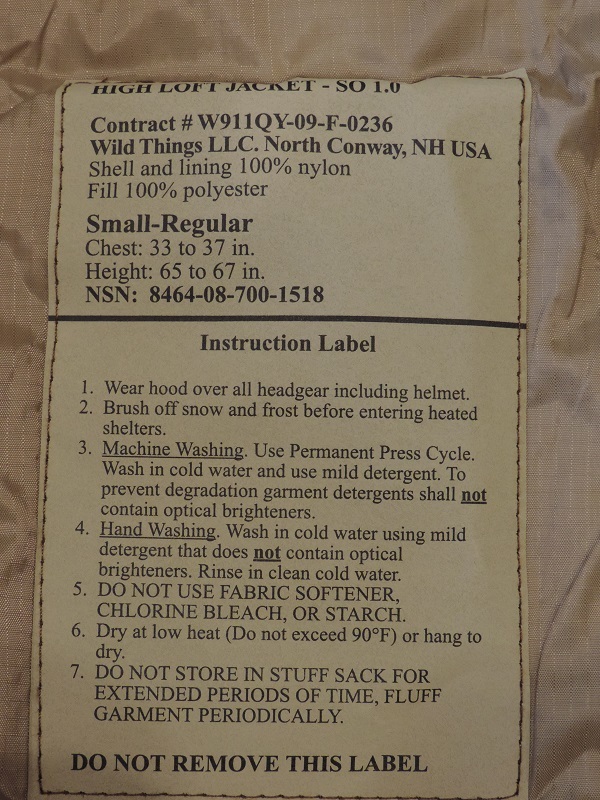 HIGH LOFT JACKET - SO 1.0
Contract # W911QY-09-F-0236
Wild Things LLC. North Conway, NH USA
Shell and lining 100% nylon
Fill 100% polyester
Small-Regular
Chest: 33 to 37 in.
Height: 65 to 67 in.
NSN: 8464-08-700-1518
Instruction Label
1. Wear hood over all headgear including helmet.
2. Brush off snow and frost before entering heated
shelters.
3. Machine Washing. Use Permanent Press Cycle.
Wash in cold water and use mild detergent. To
prevent degradation garment detergents shall not
contain optical brighteners.
4. Hand Washing. Wash in cold water using mild
detergent that does not contain optical
brighteners. Rinse in clean cold water.
5. DO NOT USE FABRIC SOFTENER,
CHLORINE BLEACH, OR STARCH.
6. Dry at low heat (Do not exceed 90°F) or hang to
dry.
7. DO NOT STORE IN STUFF SACK FOR
EXTENDED PERIODS OF TIME, FLUFF
GARMENT PERIODICALLY.
DO NOT REMOVE THIS LABEL